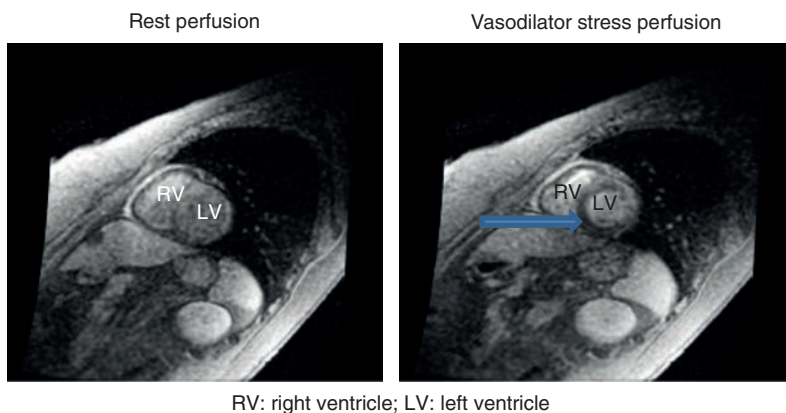 Rest perfusion
Vasodilator stress perfusion
RV
LV
RV
LV
RV: right ventricle; LV: left ventricle